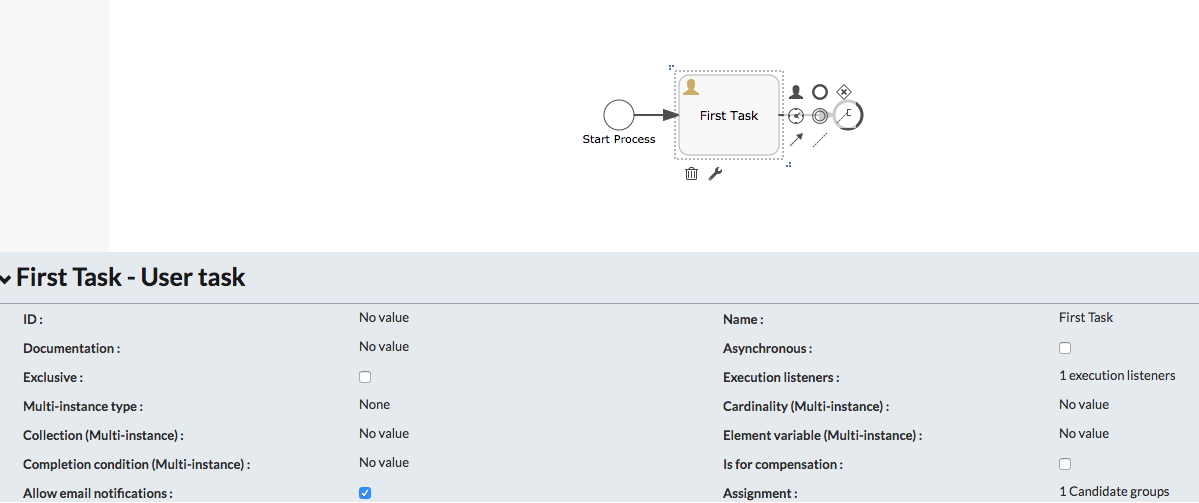 First Task
Start Process
First Task - User task
ID : No value Name : First Task
Documentation : No value Asynchronous :
Exclusive : Execution listeners : 1 execution listeners
Multi-instance type : None Cardinality (Multi-instance) : No value
Collection (Multi-instance) : No value Element variable (Multi-instance) : No value
Completion condition (Multi-instance) : No value Is for compensation :
Allow email notifications : Assignment : 1 Candidate groups